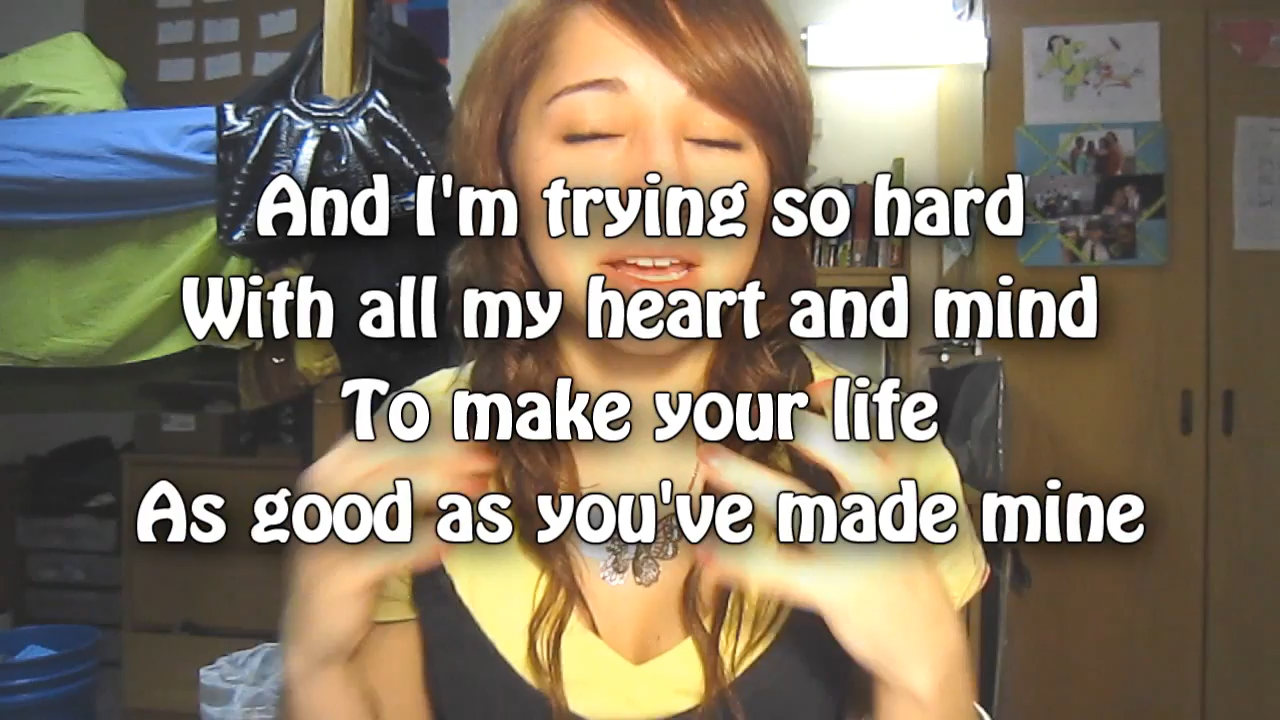 And I'm trying so hard
With all my heart and mind
To make your life
As good as you've made mine